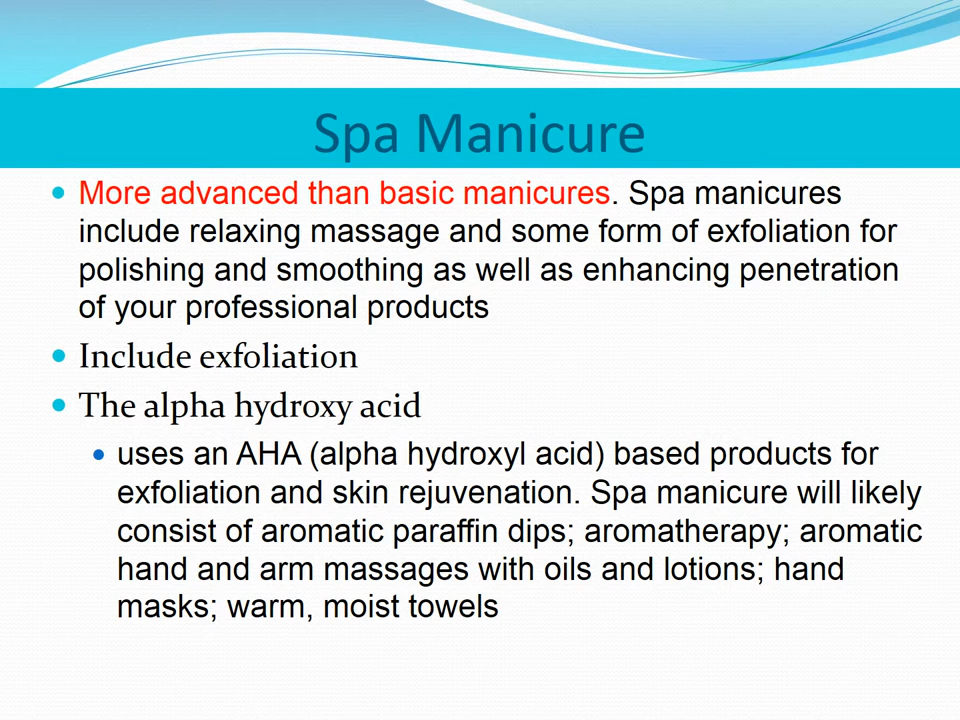 Spa Manicure
• More advanced than basic manicures. Spa manicures
include relaxing massage and some form of exfoliation for
polishing and smoothing as well as enhancing penetration
of your professional products
• Include exfoliation
• The alpha hydroxy acid
• uses an AHA (alpha hydroxyl acid) based products for
exfoliation and skin rejuvenation. Spa manicure will likely
consist of aromatic paraffin dips; aromatherapy; aromatic
hand and arm massages with oils and lotions; hand
masks; warm, moist towels